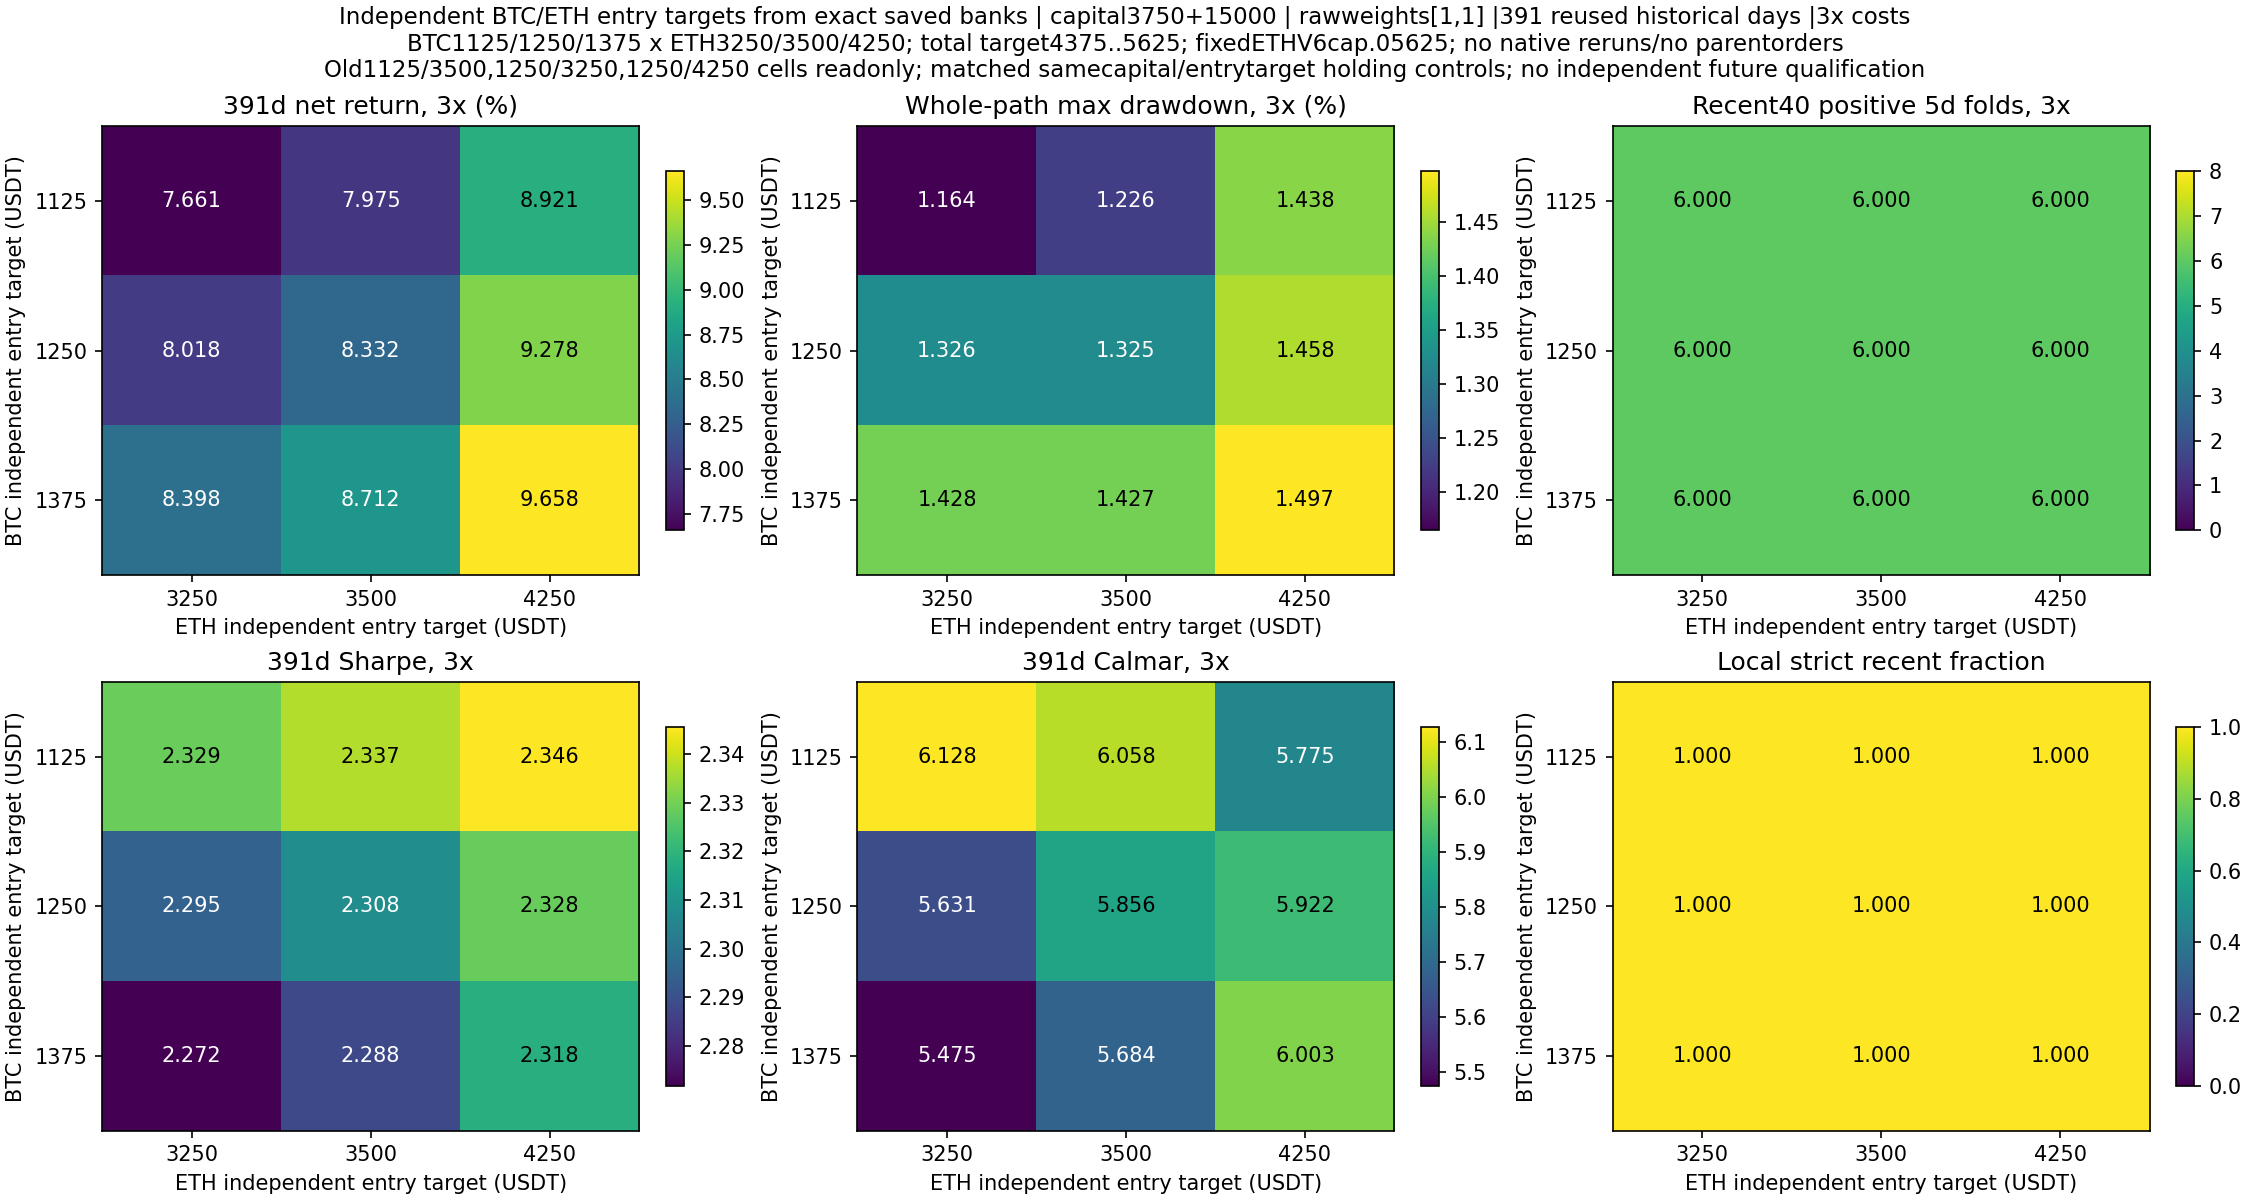 Independent BTC/ETH entry targets from exact saved banks | capital3750+15000 | rawweights[1,1] |391 reused historical days |3x costs
BTC1125/1250/1375 x ETH3250/3500/4250; total target4375..5625; fixedETHV6cap.05625; no native reruns/no parentorders
Old1125/3500,1250/3250,1250/4250 cells readonly; matched samecapital/entrytarget holding controls; no independent future qualification
391d net return, 3x (%)
BTC independent entry target (USDT)
1125
1250
1375
7.661 7.975 8.921
8.018 8.332 9.278
8.398 8.712 9.658
3250 3500 4250
ETH independent entry target (USDT)
9.50
9.25
9.00
8.75
8.50
8.25
8.00
7.75
Whole-path max drawdown, 3x (%)
BTC independent entry target (USDT)
1125
1250
1375
1.164 1.226 1.438
1.326 1.325 1.458
1.428 1.427 1.497
3250 3500 4250
ETH independent entry target (USDT)
1.45
1.40
1.35
1.30
1.25
1.20
Recent40 positive 5d folds, 3x
BTC independent entry target (USDT)
1125
1250
1375
6.000 6.000 6.000
6.000 6.000 6.000
6.000 6.000 6.000
3250 3500 4250
ETH independent entry target (USDT)
8
7
6
5
4
3
2
1
0
391d Sharpe, 3x
BTC independent entry target (USDT)
1125
1250
1375
2.329 2.337 2.346
2.295 2.308 2.328
2.272 2.288 2.318
3250 3500 4250
ETH independent entry target (USDT)
2.34
2.33
2.32
2.31
2.30
2.29
2.28
391d Calmar, 3x
BTC independent entry target (USDT)
1125
1250
1375
6.128 6.058 5.775
5.631 5.856 5.922
5.475 5.684 6.003
3250 3500 4250
ETH independent entry target (USDT)
6.1
6.0
5.9
5.8
5.7
5.6
5.5
Local strict recent fraction
BTC independent entry target (USDT)
1125
1250
1375
1.000 1.000 1.000
1.000 1.000 1.000
1.000 1.000 1.000
3250 3500 4250
ETH independent entry target (USDT)
1.0
0.8
0.6
0.4
0.2
0.0